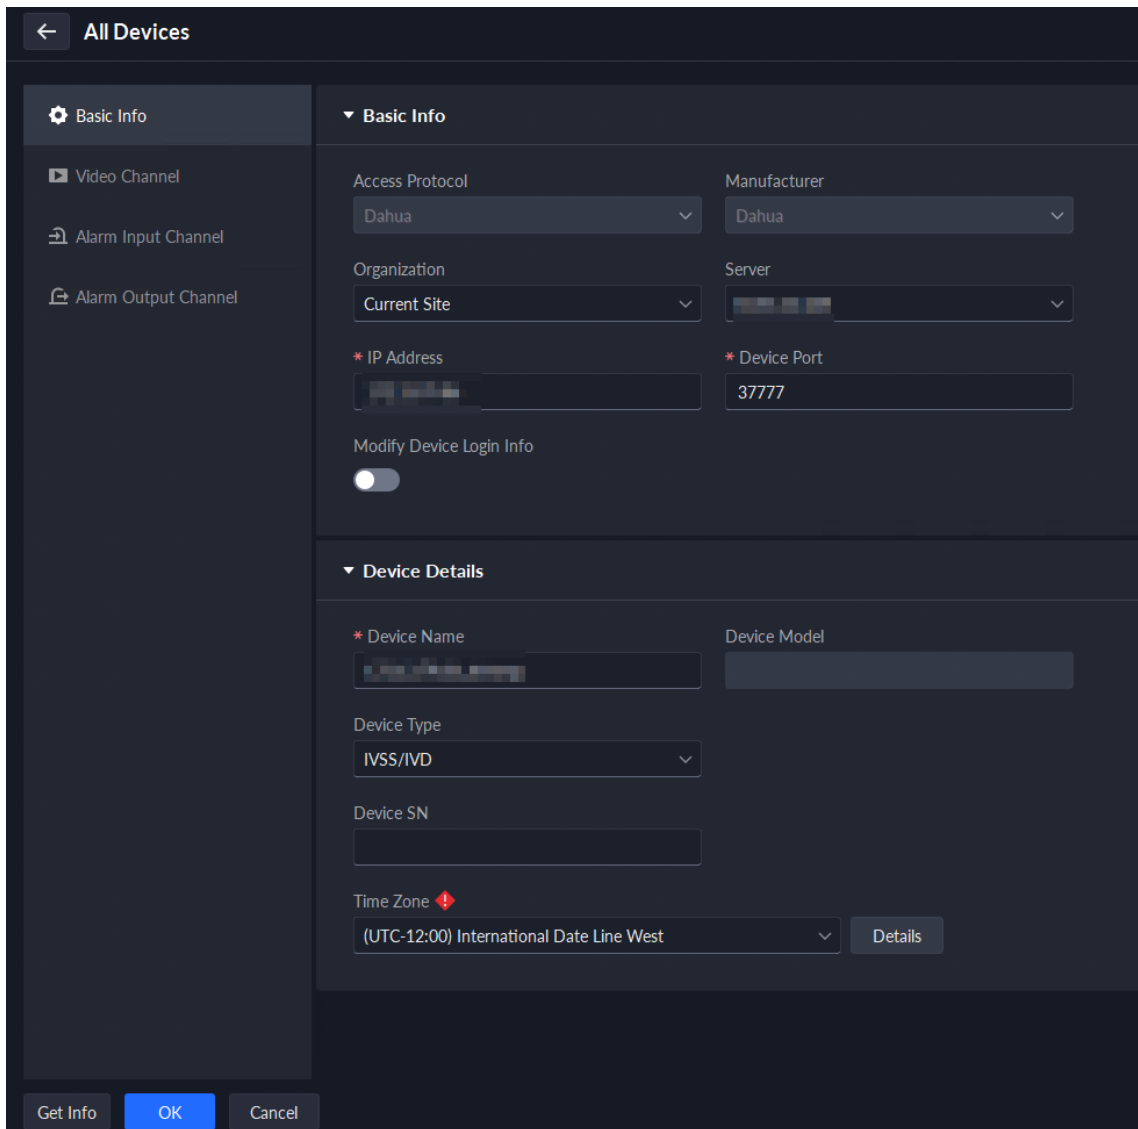 All Devices
Basic Info
Video Channel
Alarm Input Channel
Alarm Output Channel
Basic Info
Access Protocol
Manufacturer
Dahua
Dahua
Organization
Server
Current Site
* IP Address
* Device Port
37777
Modify Device Login Info
Device Details
* Device Name
Device Model
Device Type
IVSS/IVD
Device SN
Time Zone
(UTC-12:00) International Date Line West
Details
Get Info
OK
Cancel